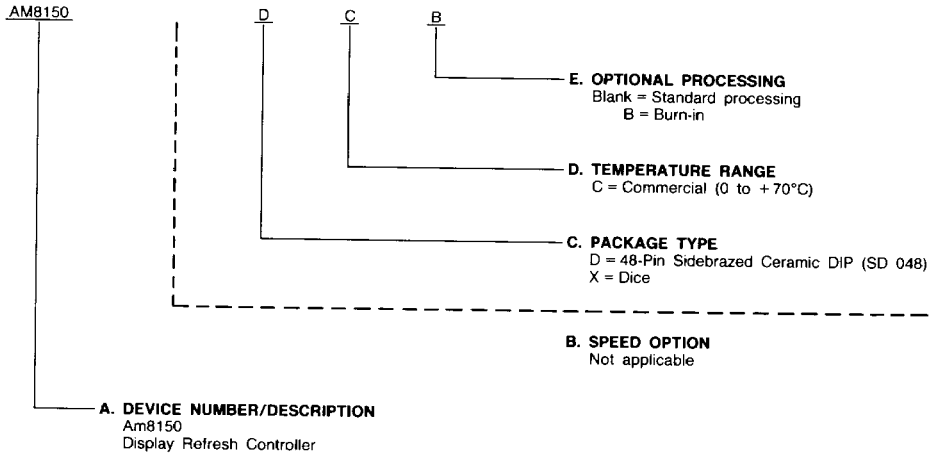 AM8150 D C B
E. OPTIONAL PROCESSING
Blank = Standard processing
B = Burn-in
D. TEMPERATURE RANGE
C = Commercial (0 to +70°C)
C. PACKAGE TYPE
D = 48-Pin Sidebrazed Ceramic DIP (SD 048)
X = Dice
B. SPEED OPTION
Not applicable
A. DEVICE NUMBER/DESCRIPTION
Am8150
Display Refresh Controller